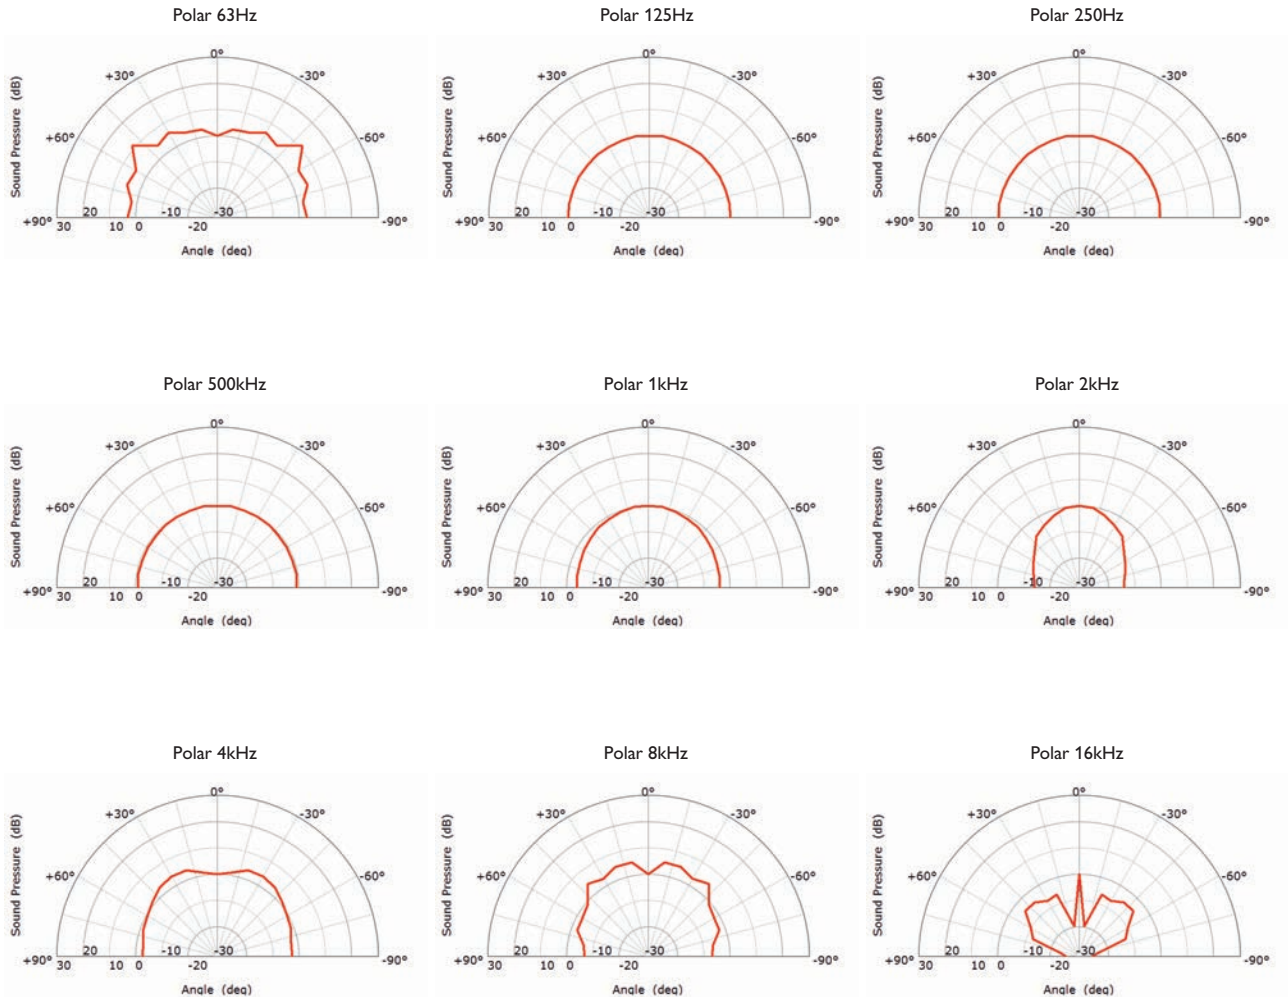 Polar 63Hz
Polar 125Hz
Polar 250Hz
0°
+30°
-30°
+60°
-60°
Sound Pressure (dB)
20 -10 -30
+90° -90°
30 10 0 -20
Angle (deg)
0°
+30°
-30°
+60°
-60°
Sound Pressure (dB)
20 -10 -30
+90° -90°
30 10 0 -20
Angle (deg)
0°
+30°
-30°
+60°
-60°
Sound Pressure (dB)
20 -10 -30
+90° -90°
30 10 0 -20
Angle (deg)
Polar 500kHz
Polar 1kHz
Polar 2kHz
0°
+30°
-30°
+60°
-60°
Sound Pressure (dB)
20 -10 -30
+90° -90°
30 10 0 -20
Angle (deg)
0°
+30°
-30°
+60°
-60°
Sound Pressure (dB)
20 -10 -30
+90° -90°
30 10 0 -20
Angle (deg)
0°
+30°
-30°
+60°
-60°
Sound Pressure (dB)
20 -10 -30
+90° -90°
30 10 0 -20
Angle (deg)
Polar 4kHz
Polar 8kHz
Polar 16kHz
0°
+30°
-30°
+60°
-60°
Sound Pressure (dB)
20 -10 -30
+90° -90°
30 10 0 -20
Angle (deg)
0°
+30°
-30°
+60°
-60°
Sound Pressure (dB)
20 -10 -30
+90° -90°
30 10 0 -20
Angle (deg)
0°
+30°
-30°
+60°
-60°
Sound Pressure (dB)
20 -10 -30
+90° -90°
30 10 0 -20
Angle (deg)